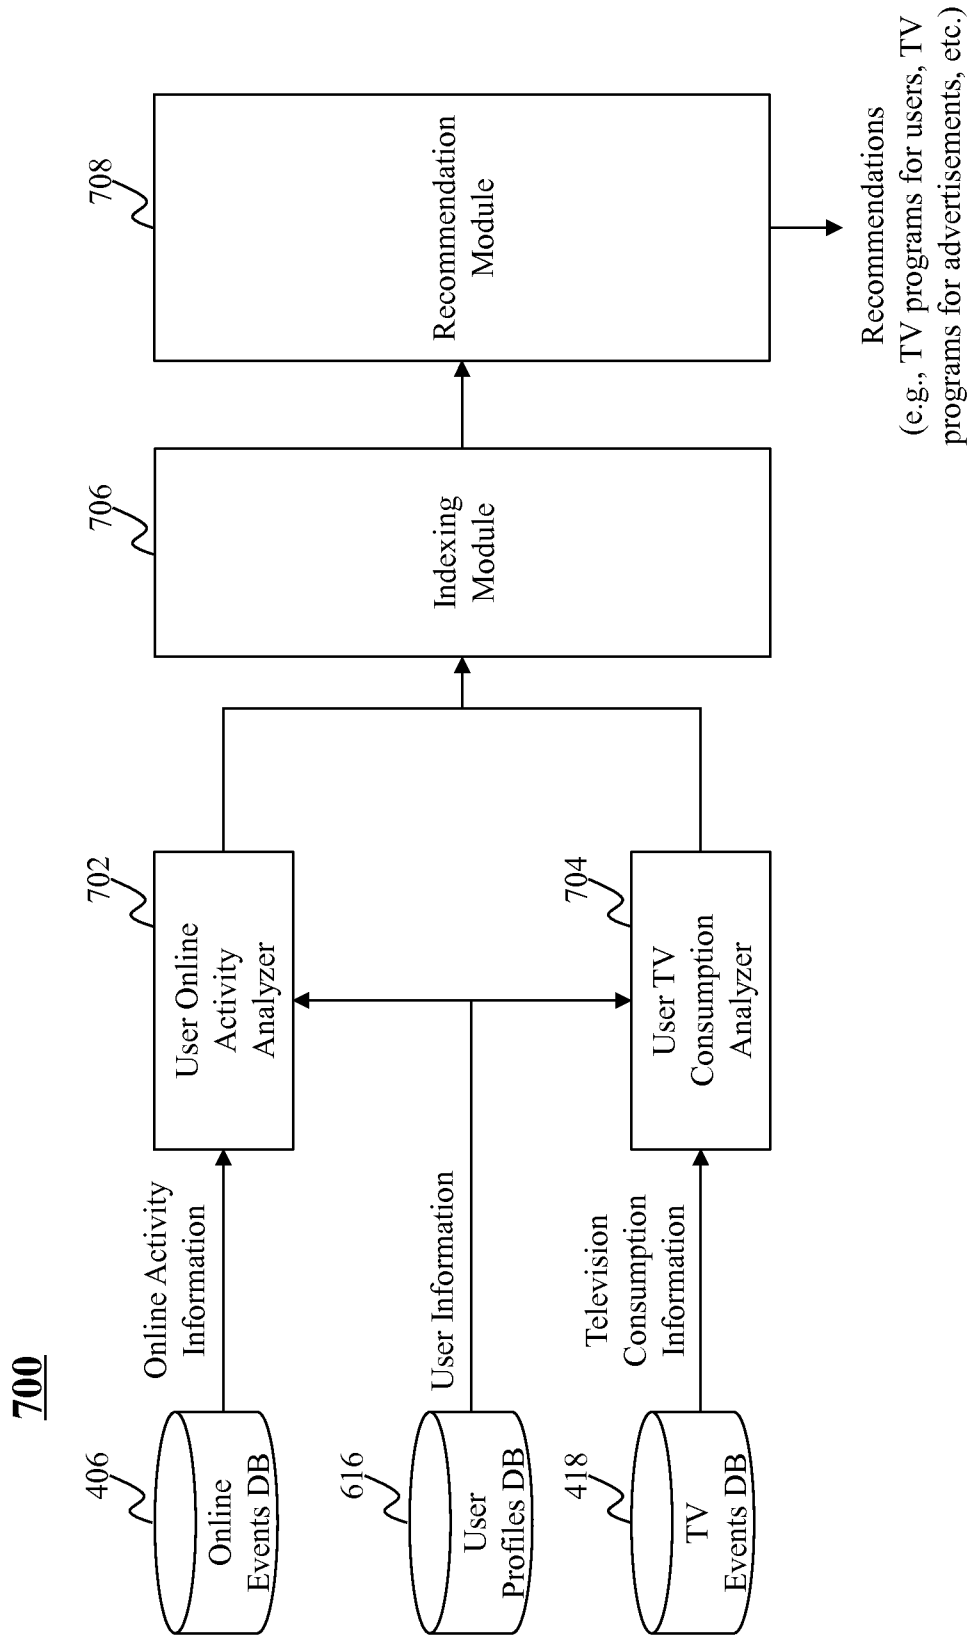 700
406
Online
Events DB
616
User
Profiles DB
418
TV
Events DB
Online Activity
Information
User Information
Television
Consumption
Information
702
User Online
Activity
Analyzer
704
User TV
Consumption
Analyzer
706
Indexing
Module
708
Recommendation
Module
Recommendations
(e.g., TV programs for users, TV
programs for advertisements, etc.)